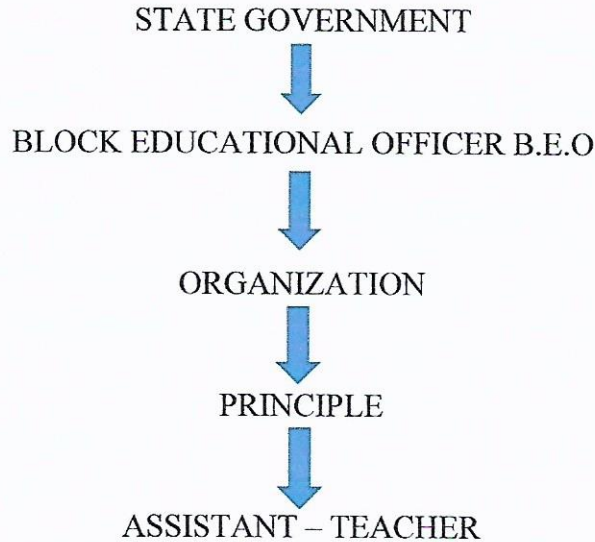 STATE GOVERNMENT
BLOCK EDUCATIONAL OFFICER B.E.O
ORGANIZATION
PRINCIPLE
ASSISTANT – TEACHER